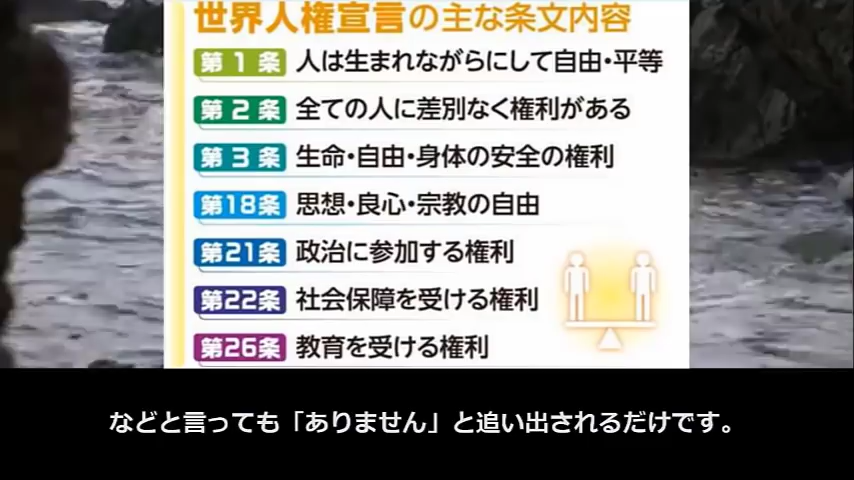 世界人権宣言の主な条文内容
第1条 人は生まれながらにして自由・平等
第2条 全ての人に差別なく権利がある
第3条 生命・自由・身体の安全の権利
第18条 思想・良心・宗教の自由
第21条 政治に参加する権利
第22条 社会保障を受ける権利
第26条 教育を受ける権利
などと言っても「ありません」と追い出されるだけです。